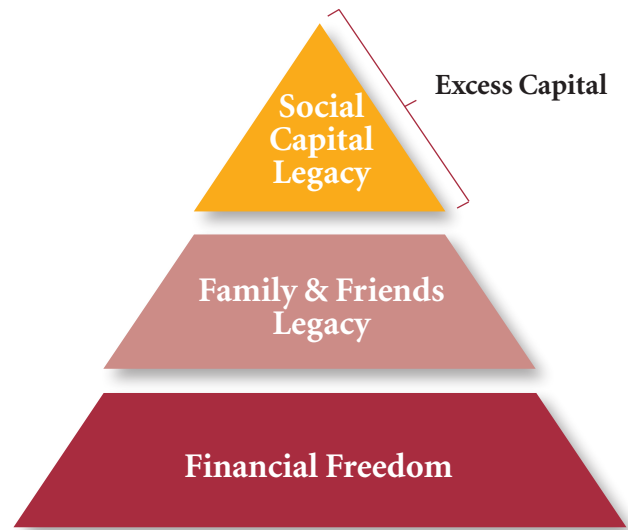 Excess Capital
Social
Capital
Legacy
Family & Friends
Legacy
Financial Freedom